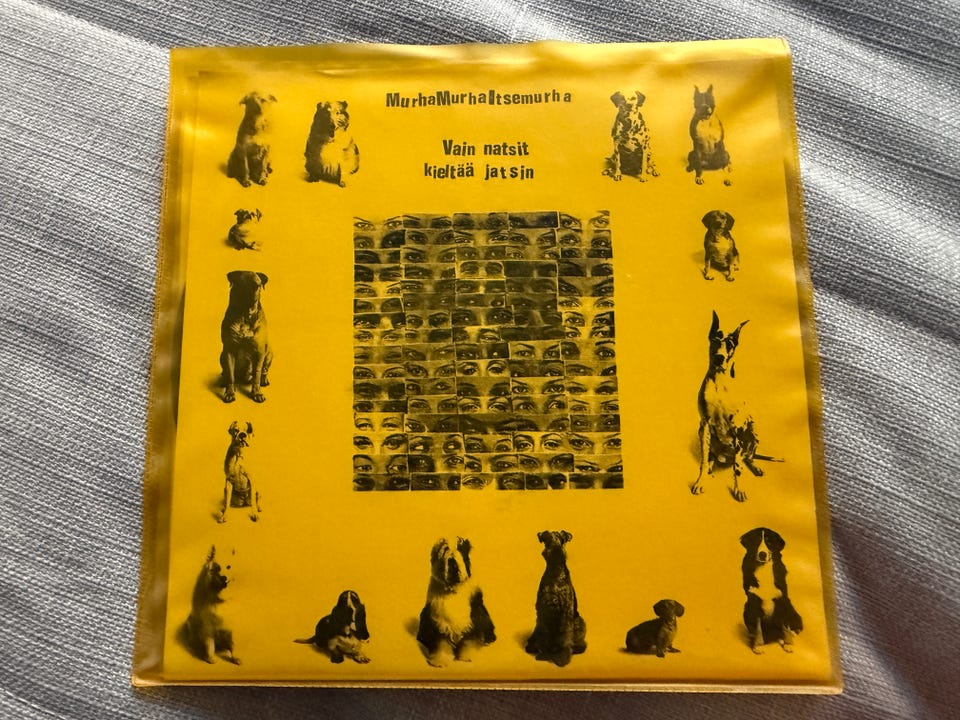 MurhaMurhaItsemurha
Vain natsit
kieltää jatsin